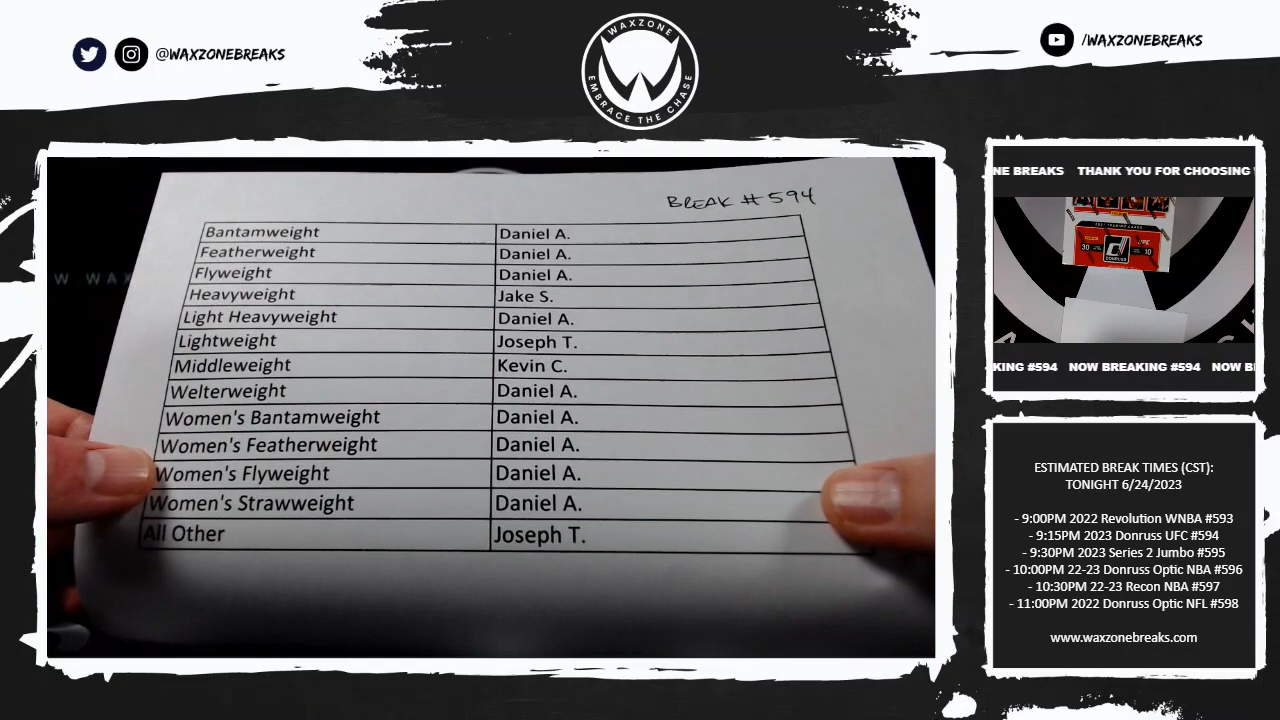 @WAXZONEBREAKS
WAXZONE
EMBRACE THE CHASE
/WAXZONEBREAKS
BREAK #594
Bantamweight Daniel A.
Featherweight Daniel A.
Flyweight Daniel A.
Heavyweight Jake S.
Light Heavyweight Daniel A.
Lightweight Joseph T.
Middleweight Kevin C.
Welterweight Daniel A.
Women's Bantamweight Daniel A.
Women's Featherweight Daniel A.
Women's Flyweight Daniel A.
Women's Strawweight Daniel A.
All Other Joseph T.
W WAX
NE BREAKS THANK YOU FOR CHOOSING
30
DONRUSS
UFC
10
KING #594 NOW BREAKING #594 NOW B
ESTIMATED BREAK TIMES (CST):
TONIGHT 6/24/2023
- 9:00PM 2022 Revolution WNBA #593
- 9:15PM 2023 Donruss UFC #594
- 9:30PM 2023 Series 2 Jumbo #595
- 10:00PM 22-23 Donruss Optic NBA #596
- 10:30PM 22-23 Recon NBA #597
- 11:00PM 2022 Donruss Optic NFL #598
www.waxzonebreaks.com